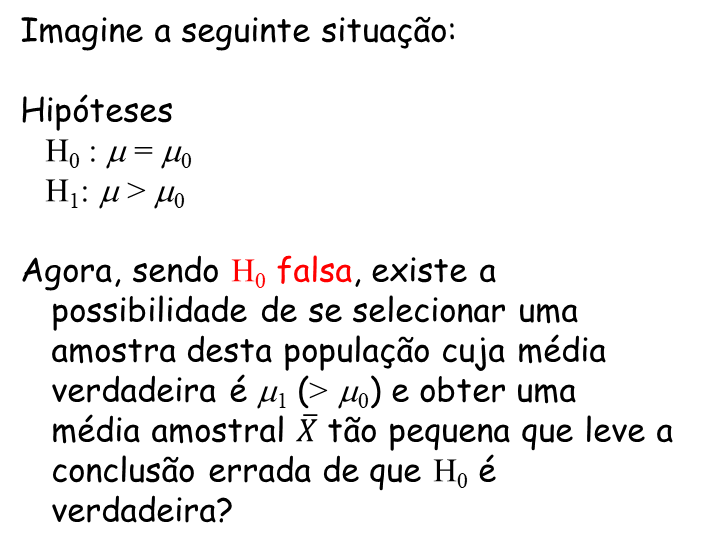 Imagine a seguinte situação:
Hipóteses
H₀ : μ = μ₀
H₁: μ > μ₀
Agora, sendo H₀ falsa, existe a
possibilidade de se selecionar uma
amostra desta população cuja média
verdadeira é μ₁ (> μ₀) e obter uma
média amostral X̄ tão pequena que leve a
conclusão errada de que H₀ é
verdadeira?